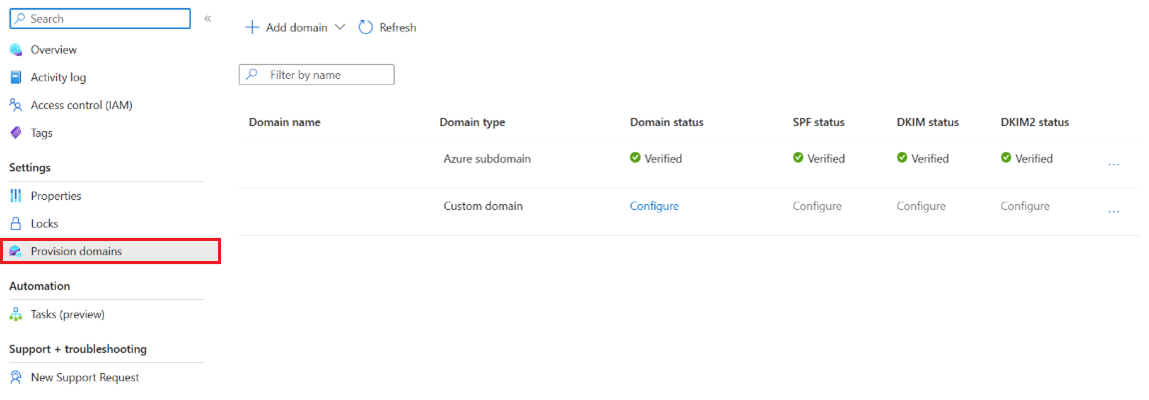 Search
«
Overview
Activity log
Access control (IAM)
Tags
Settings
Properties
Locks
Provision domains
Automation
Tasks (preview)
Support + troubleshooting
New Support Request
Add domain Refresh
Filter by name
Domain name Domain type Domain status SPF status DKIM status DKIM2 status
Azure subdomain Verified Verified Verified Verified ...
Custom domain Configure Configure Configure Configure ...